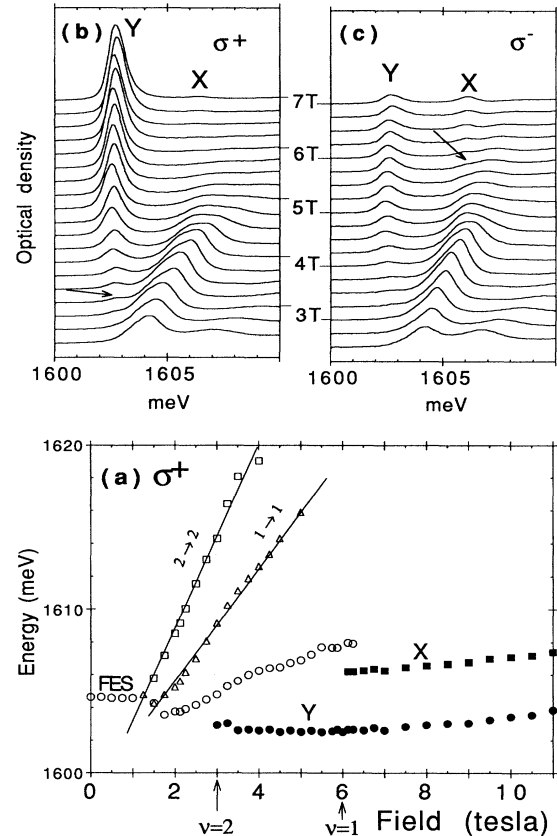 (b) Y σ+
X
(c) σ-
Y X
7T
6T
5T
4T
3T
Optical density
1600 1605
meV
1600 1605
meV
(a) σ+
1620
1610
1600
Energy (meV)
2→2
1→1
FES
X
Y
0 2 4 6 8 10
ν=2 ν=1
Field (tesla)